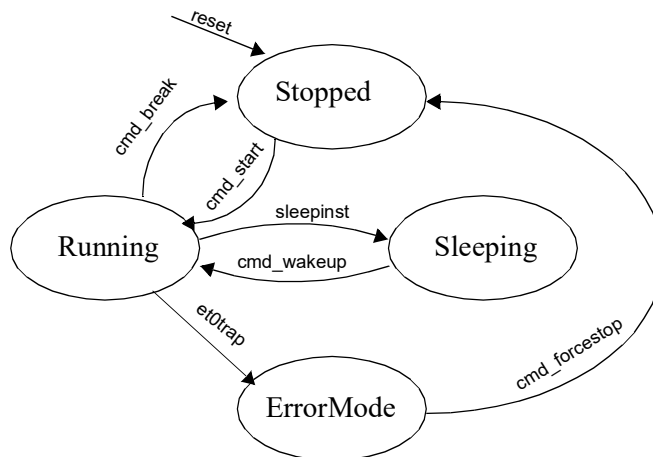 reset
Stopped
cmd_break
cmd_start
sleepinst
Running
Sleeping
cmd_wakeup
et0trap
cmd_forcestop
ErrorMode